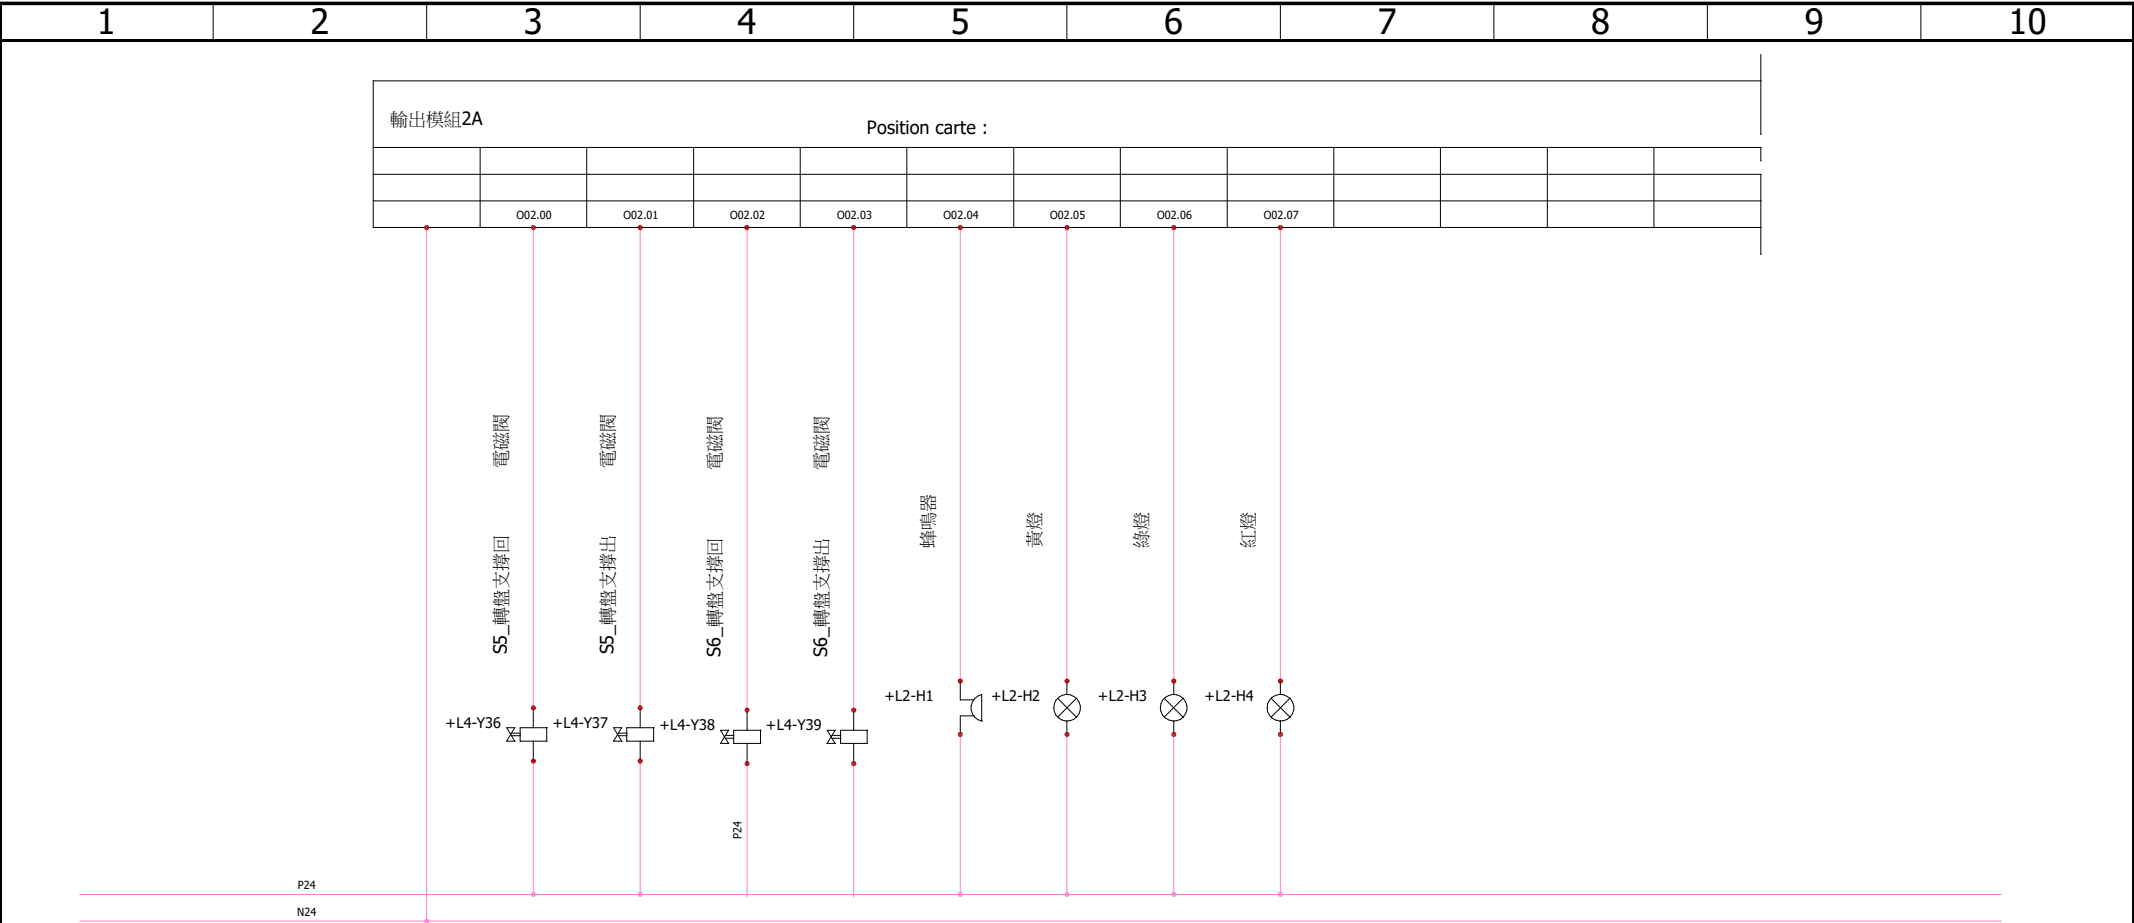 1 2 3 4 5 6 7 8 9 10
輸出模組2A
Position carte :
O02.00 O02.01 O02.02 O02.03 O02.04 O02.05 O02.06 O02.07
S5_轉盤支撐回 電磁閥
S5_轉盤支撐出 電磁閥
S6_轉盤支撐回 電磁閥
S6_轉盤支撐出 電磁閥
蜂鳴器
黃燈
綠燈
紅燈
+L4-Y36 +L4-Y37 +L4-Y38 +L4-Y39 +L2-H1 +L2-H2 +L2-H3 +L2-H4
P24
P24
N24